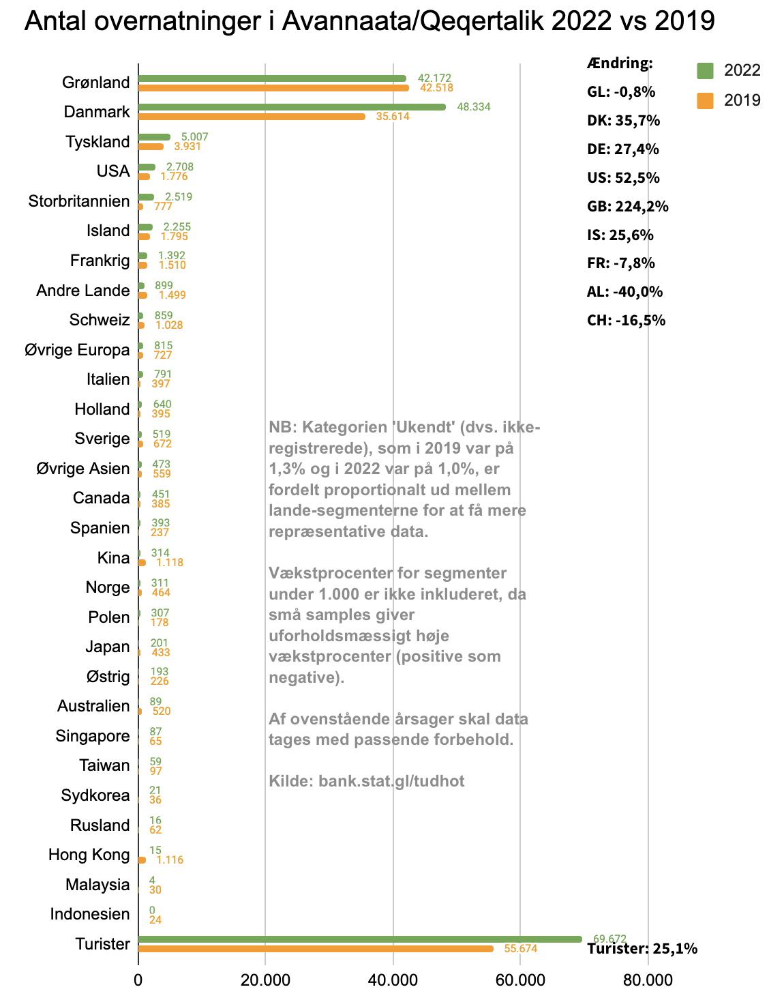 Antal overnatninger i Avannaata/Qeqertalik 2022 vs 2019
Ændring:
GL: -0,8%
DK: 35,7%
DE: 27,4%
US: 52,5%
GB: 224,2%
IS: 25,6%
FR: -7,8%
AL: -40,0%
CH: -16,5%
2022
2019
Grønland
42.172
42.518
Danmark
48.334
35.614
Tyskland
5.007
3.931
USA
2.708
1.776
Storbritannien
2.519
777
Island
2.255
1.795
Frankrig
1.392
1.510
Andre Lande
899
1.499
Schweiz
859
1.028
Øvrige Europa
815
727
Italien
791
397
Holland
640
395
Sverige
519
672
Øvrige Asien
473
559
Canada
451
385
Spanien
393
237
Kina
314
1.118
Norge
311
464
Polen
307
178
Japan
201
433
Østrig
193
226
Australien
89
520
Singapore
87
65
Taiwan
59
97
Sydkorea
21
36
Rusland
16
62
Hong Kong
15
1.116
Malaysia
4
30
Indonesien
0
24
Turister
69.672
55.674
Turister: 25,1%
NB: Kategorien 'Ukendt' (dvs. ikke-
registrerede), som i 2019 var på
1,3% og i 2022 var på 1,0%, er
fordelt proportionalt ud mellem
lande-segmenterne for at få mere
repræsentative data.
Vækstprocenter for segmenter
under 1.000 er ikke inkluderet, da
små samples giver
uforholdsmæssigt høje
vækstprocenter (positive som
negative).
Af ovenstående årsager skal data
tages med passende forbehold.
Kilde: bank.stat.gl/tudhot
0
20.000
40.000
60.000
80.000